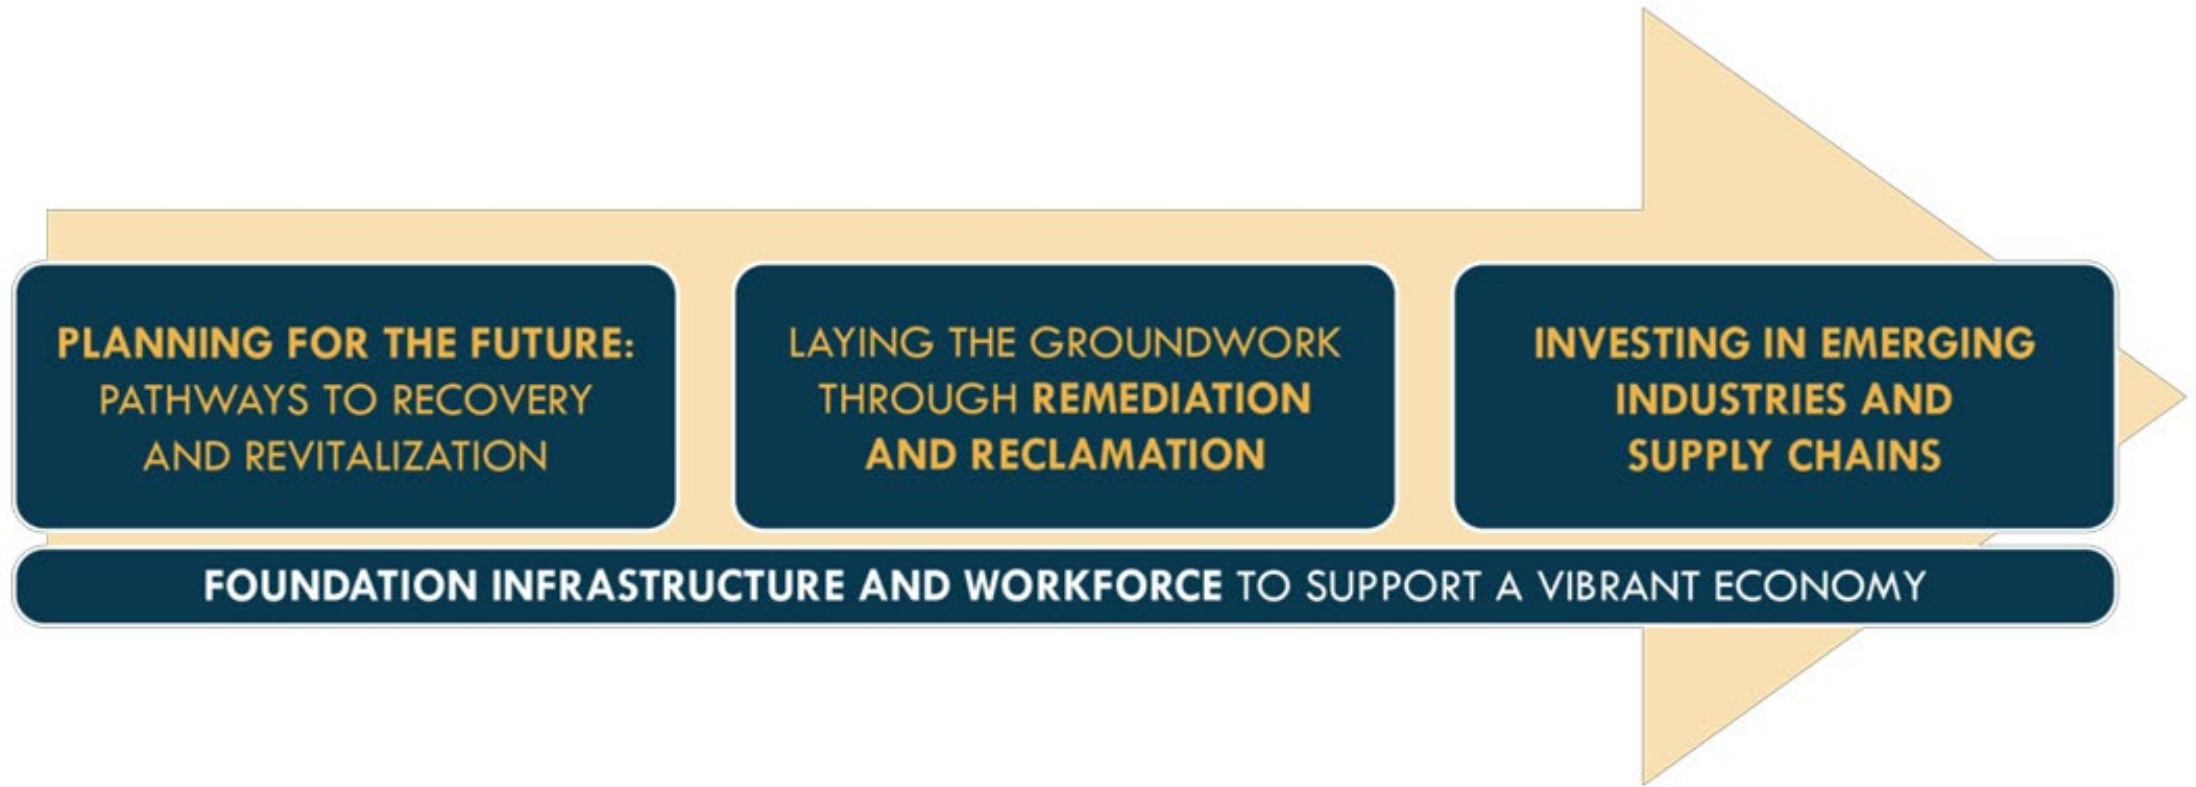 PLANNING FOR THE FUTURE:
PATHWAYS TO RECOVERY
AND REVITALIZATION
LAYING THE GROUNDWORK
THROUGH REMEDIATION
AND RECLAMATION
INVESTING IN EMERGING
INDUSTRIES AND
SUPPLY CHAINS
FOUNDATION INFRASTRUCTURE AND WORKFORCE TO SUPPORT A VIBRANT ECONOMY